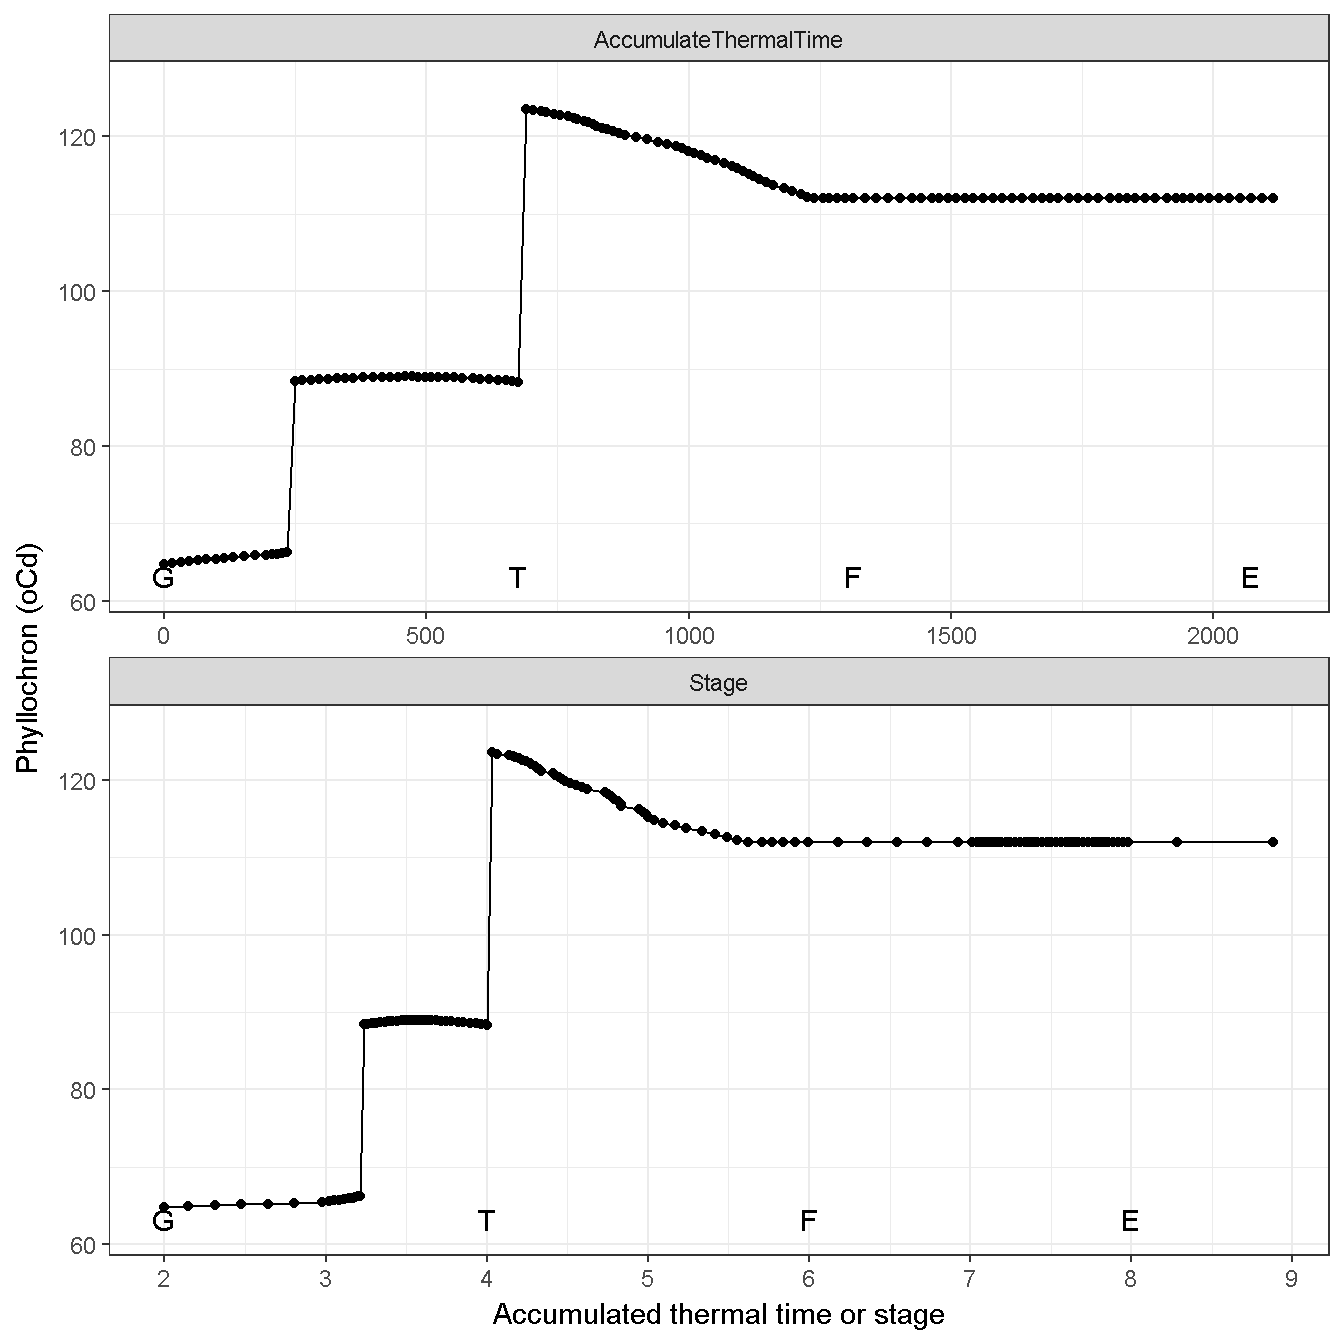 AccumulateThermalTime
120
100
80
60
G T F E
0 500 1000 1500 2000
Phyllochron (oCd)
Stage
120
100
80
60
G T F E
2 3 4 5 6 7 8 9
Accumulated thermal time or stage